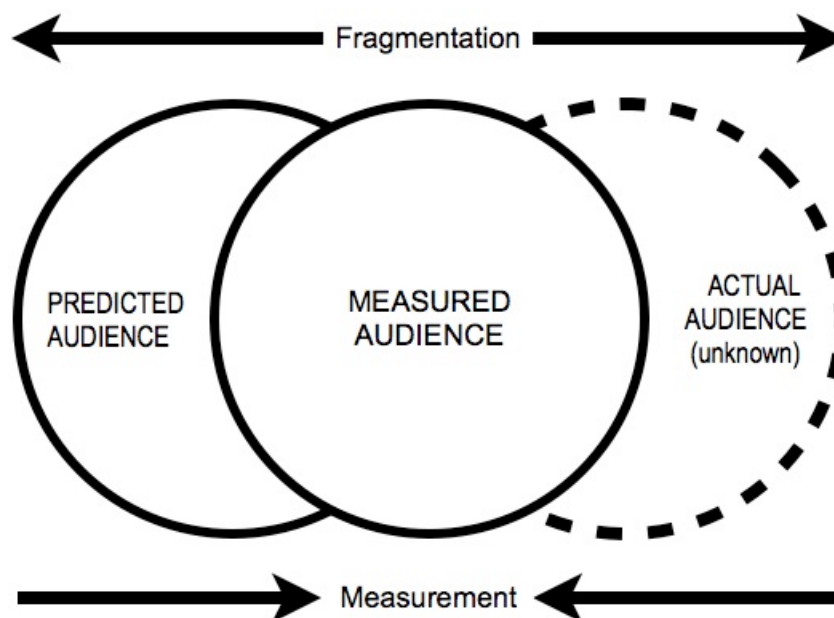 Fragmentation
PREDICTED
AUDIENCE
MEASURED
AUDIENCE
ACTUAL
AUDIENCE
(unknown)
Measurement